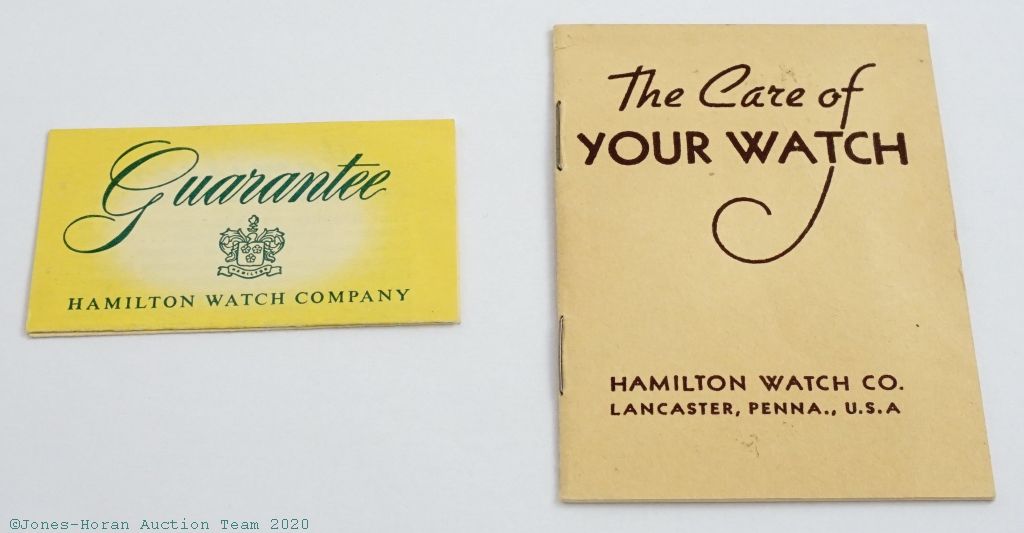 Guarantee
HAMILTON
HAMILTON WATCH COMPANY
The Care of
YOUR WATCH
HAMILTON WATCH CO.
LANCASTER, PENNA., U.S.A
©Jones-Horan Auction Team 2020